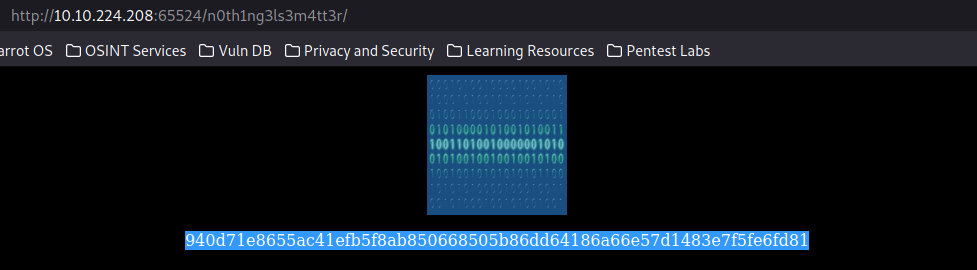 http://10.10.224.208:65524/n0th1ng3ls3m4tt3r/
arrot OS OSINT Services Vuln DB Privacy and Security Learning Resources Pentest Labs
01010000101001010011
10011010010000001010
01010010010010010100
940d71e8655ac41efb5f8ab850668505b86dd64186a66e57d1483e7f5fe6fd81